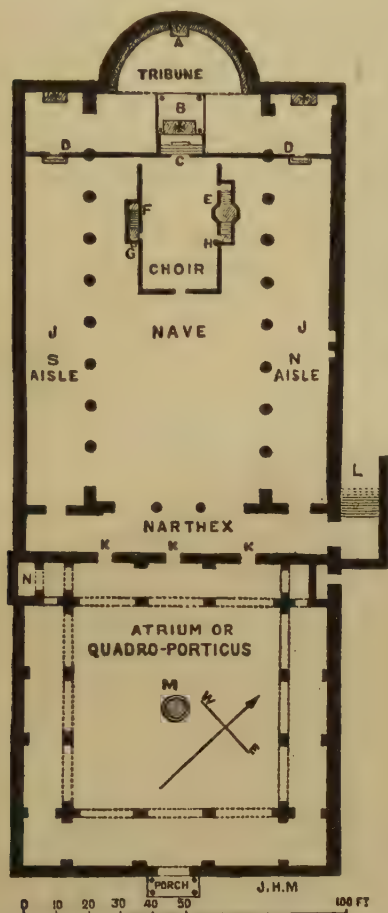 A
TRIBUNE
B
D C D
E
F
G H
CHOIR
J J
S N
AISLE NAVE AISLE
L
NARTHEX
K K K
N
ATRIUM OR
QUADRO-PORTICUS
M
W
E
PORCH J.H.M
0 10 20 30 40 50 100 FT